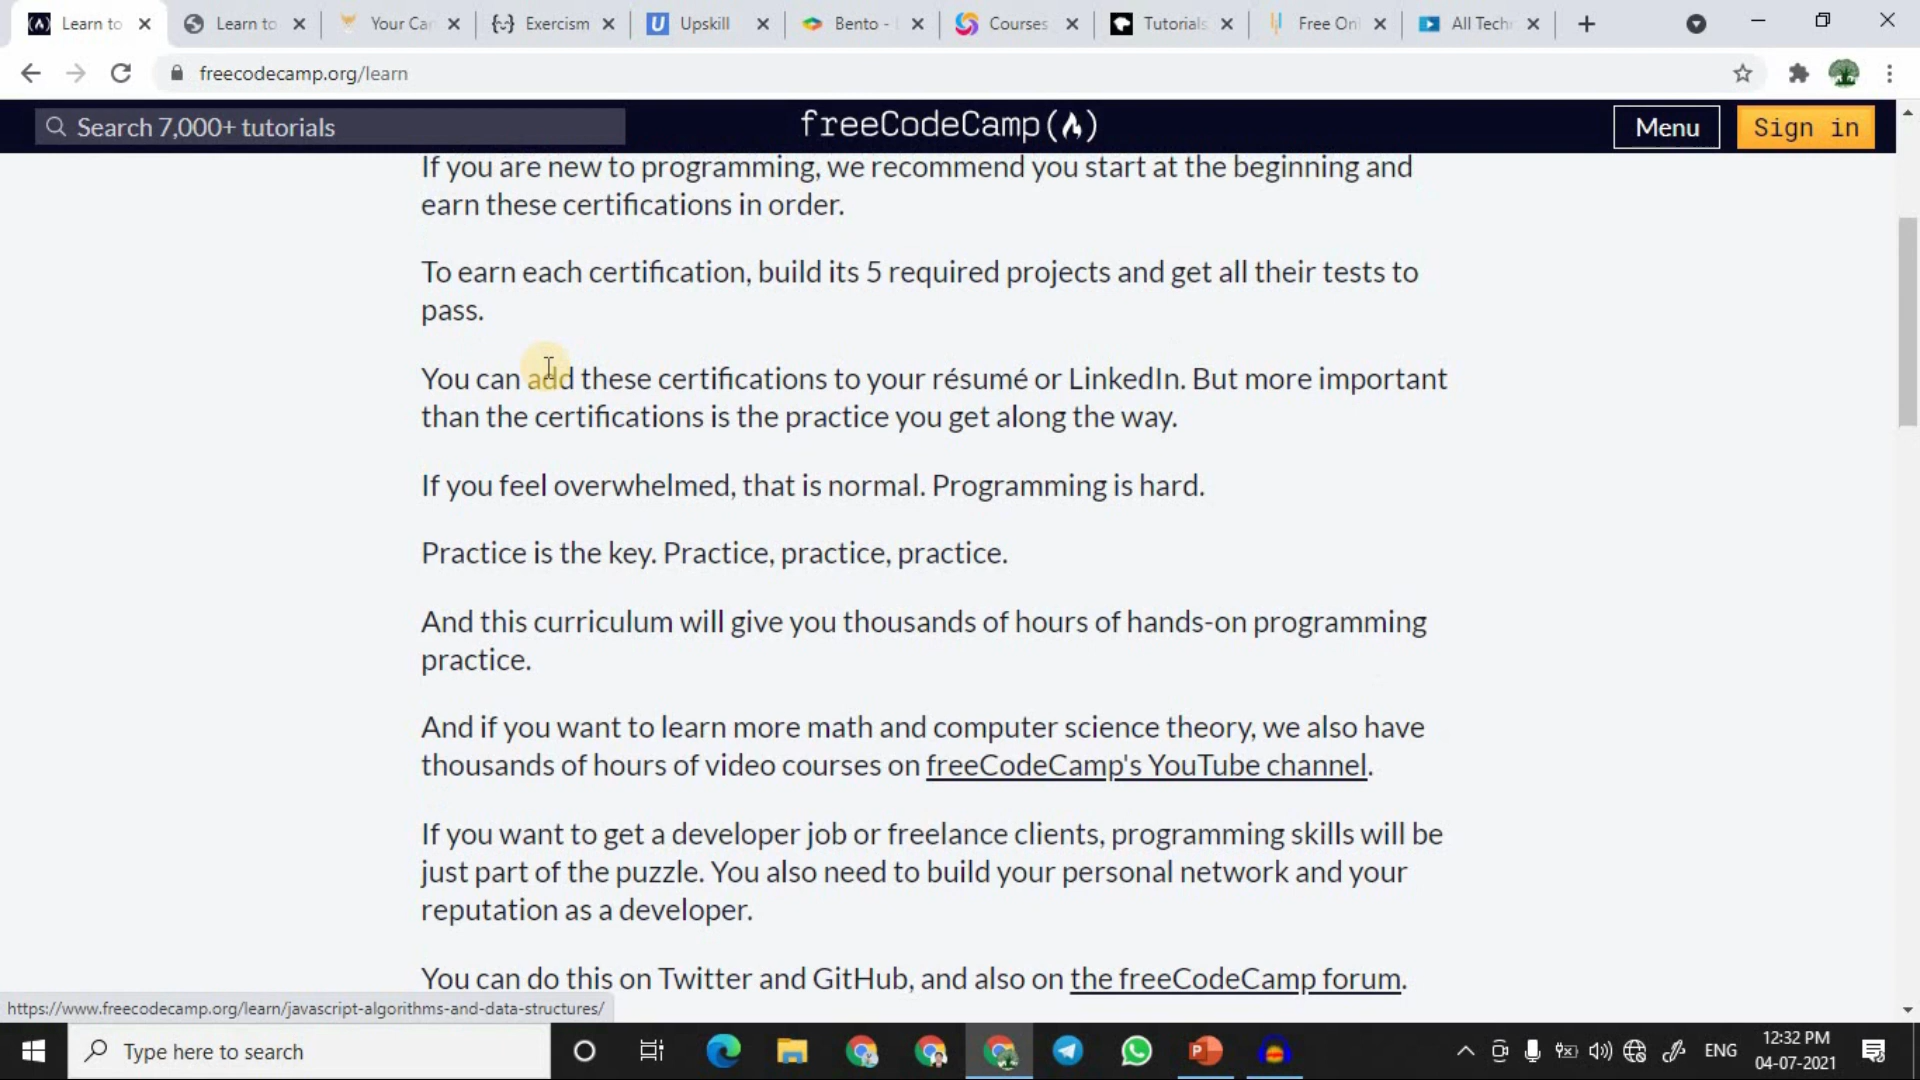 Learn to
Learn to
Your Car
Exercism
Upskill
Bento -
Courses
Tutorials
Free Onl
All Tech
freecodecamp.org/learn
Search 7,000+ tutorials
freeCodeCamp
Menu
Sign in
If you are new to programming, we recommend you start at the beginning and
earn these certifications in order.
To earn each certification, build its 5 required projects and get all their tests to
pass.
You can add these certifications to your résumé or LinkedIn. But more important
than the certifications is the practice you get along the way.
If you feel overwhelmed, that is normal. Programming is hard.
Practice is the key. Practice, practice, practice.
And this curriculum will give you thousands of hours of hands-on programming
practice.
And if you want to learn more math and computer science theory, we also have
thousands of hours of video courses on freeCodeCamp's YouTube channel.
If you want to get a developer job or freelance clients, programming skills will be
just part of the puzzle. You also need to build your personal network and your
reputation as a developer.
You can do this on Twitter and GitHub, and also on the freeCodeCamp forum.
https://www.freecodecamp.org/learn/javascript-algorithms-and-data-structures/
Type here to search
ENG
12:32 PM
04-07-2021